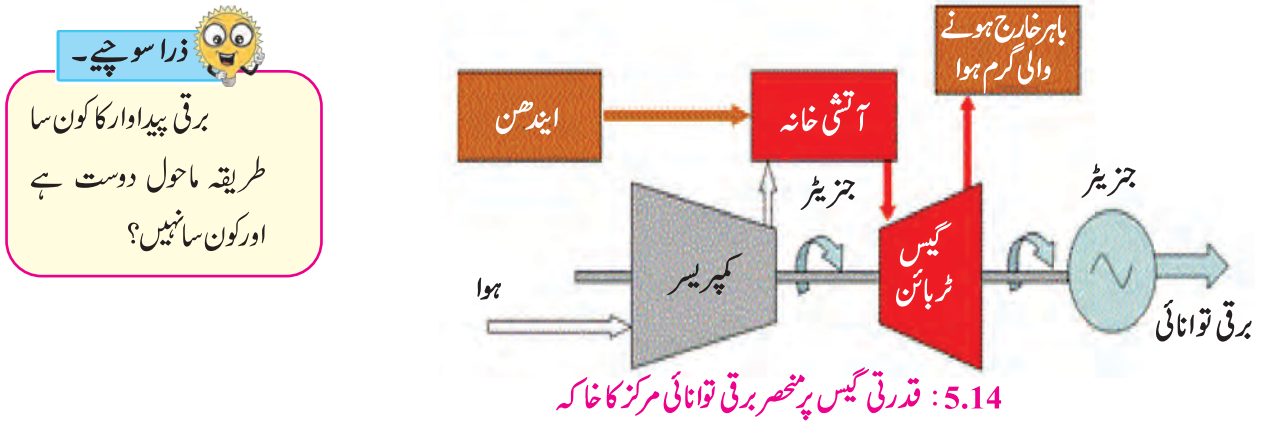 ذرا سوچیے۔
برقی پیداوار کا کون سا
طریقہ ماحول دوست ہے
اور کون سا نہیں؟
باہر خارج ہونے
والی گرم ہوا
ایندھن
آتشی خانہ
جنریٹر
جنریٹر
گیس
ٹربائن
کمپریسر
ہوا
برقی توانائی
5.14 : قدرتی گیس پر منحصر برقی توانائی مرکز کا خاکہ